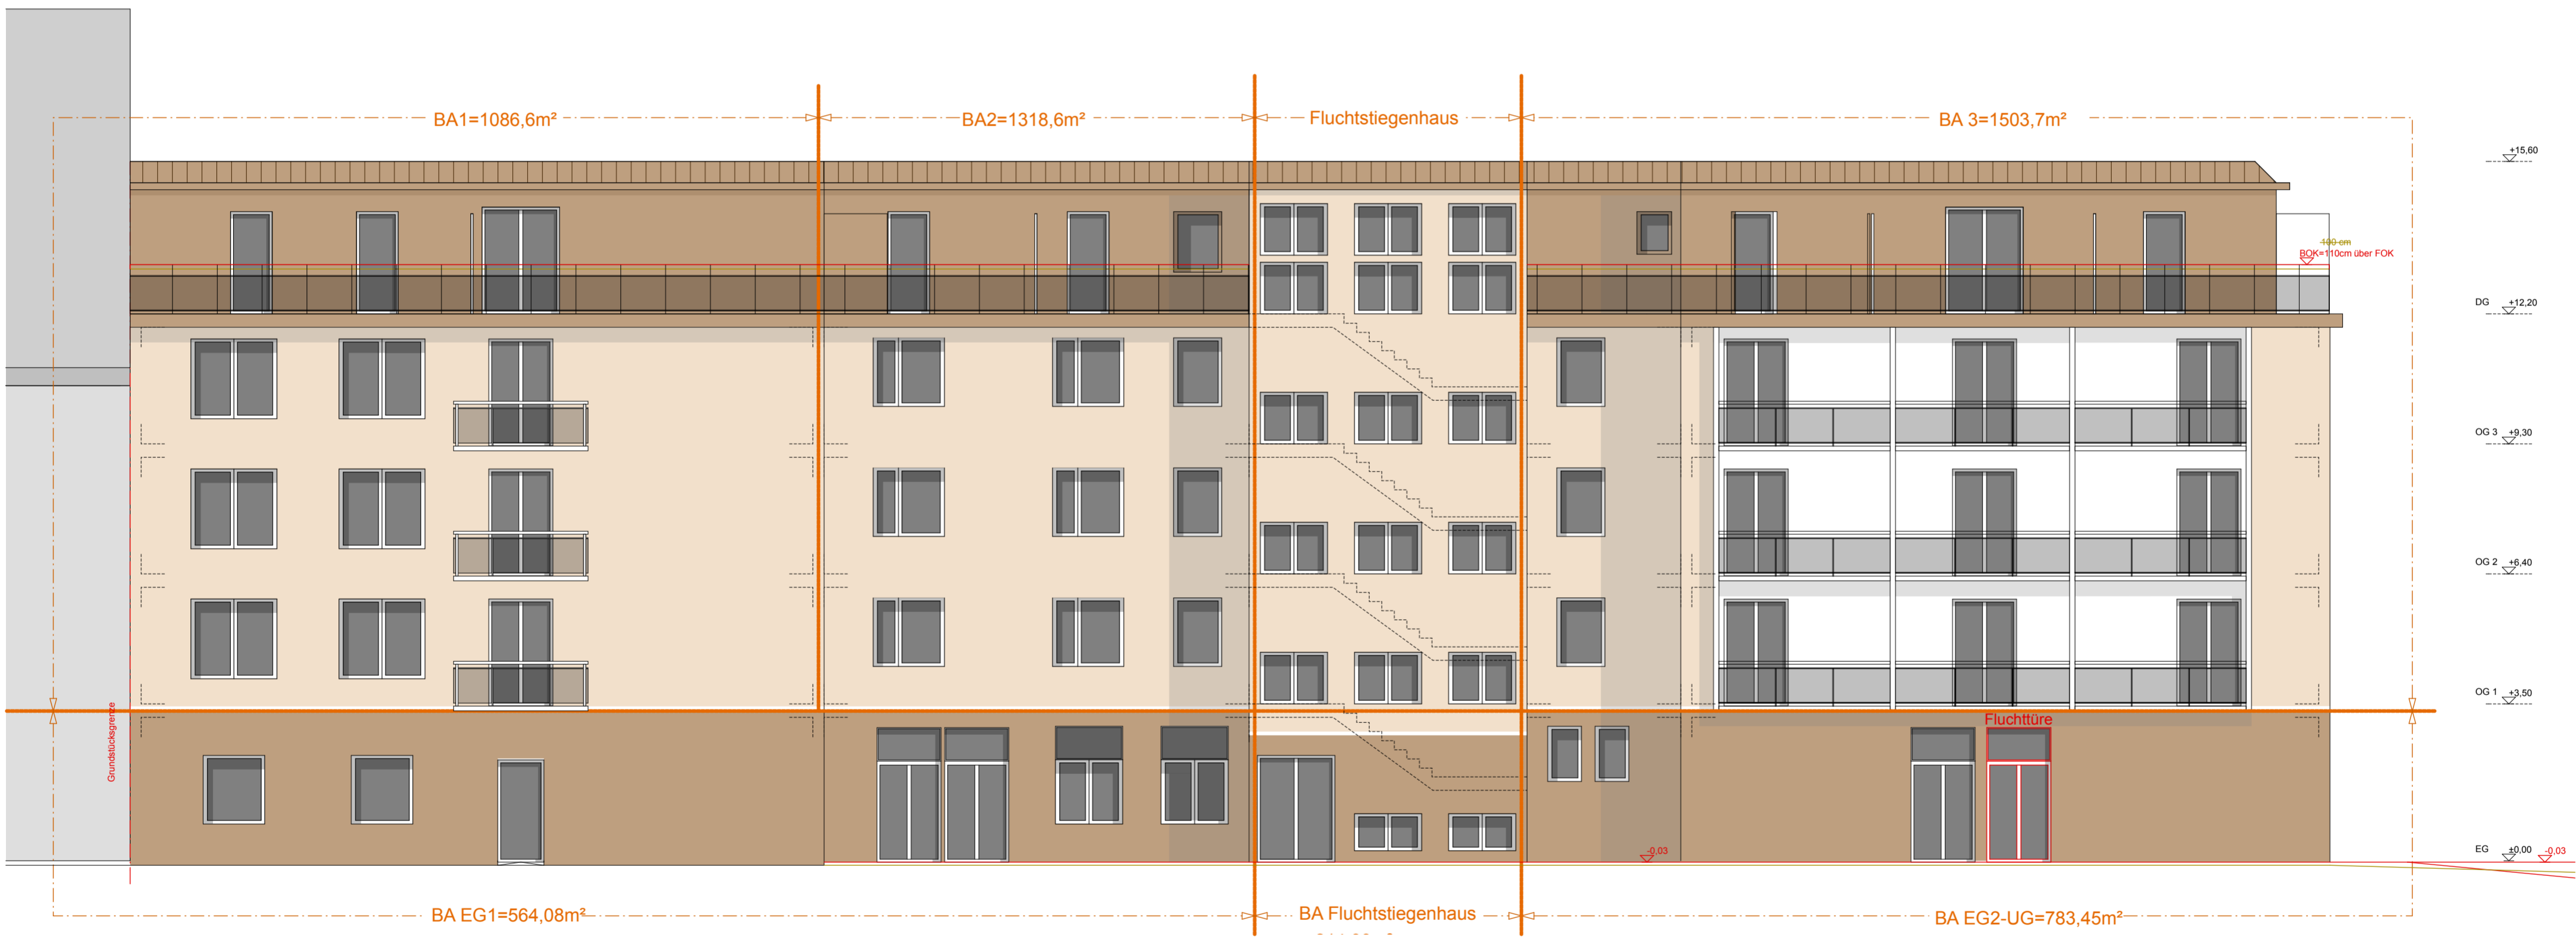 BA1=1086,6m²
BA2=1318,6m²
Fluchtstiegenhaus
BA 3=1503,7m²
+15,60
100 cm
BOK=110cm über FOK
DG +12,20
OG 3 +9,30
OG 2 +6,40
OG 1 +3,50
Grundstücksgrenze
Fluchttüre
-0,03
EG ±0,00 -0,03
BA EG1=564,08m²
BA Fluchtstiegenhaus
BA EG2-UG=783,45m²